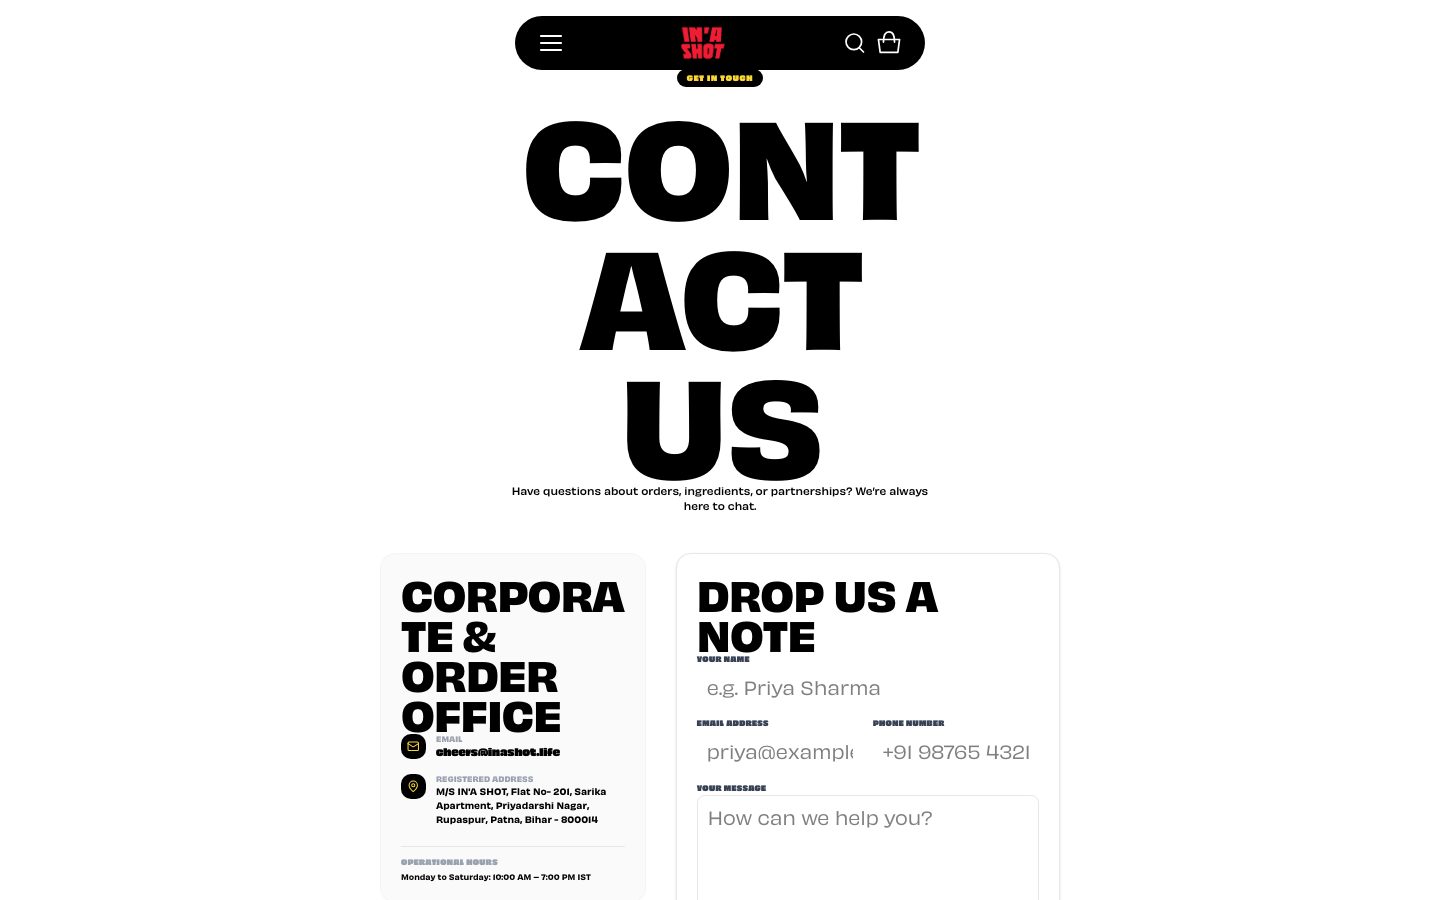 IN'A
SHOT
GET IN TOUCH
CONT
ACT
US
Have questions about orders, ingredients, or partnerships? We're always
here to chat.
CORPORA
TE &
ORDER
OFFICE
EMAIL
cheers@inashot.life
REGISTERED ADDRESS
M/S IN'A SHOT, Flat No- 201, Sarika
Apartment, Priyadarshi Nagar,
Rupaspur, Patna, Bihar - 800014
OPERATIONAL HOURS
Monday to Saturday: 10:00 AM – 7:00 PM IST
DROP US A
NOTE
YOUR NAME
e.g. Priya Sharma
EMAIL ADDRESS
PHONE NUMBER
priya@example
+91 98765 4321
YOUR MESSAGE
How can we help you?